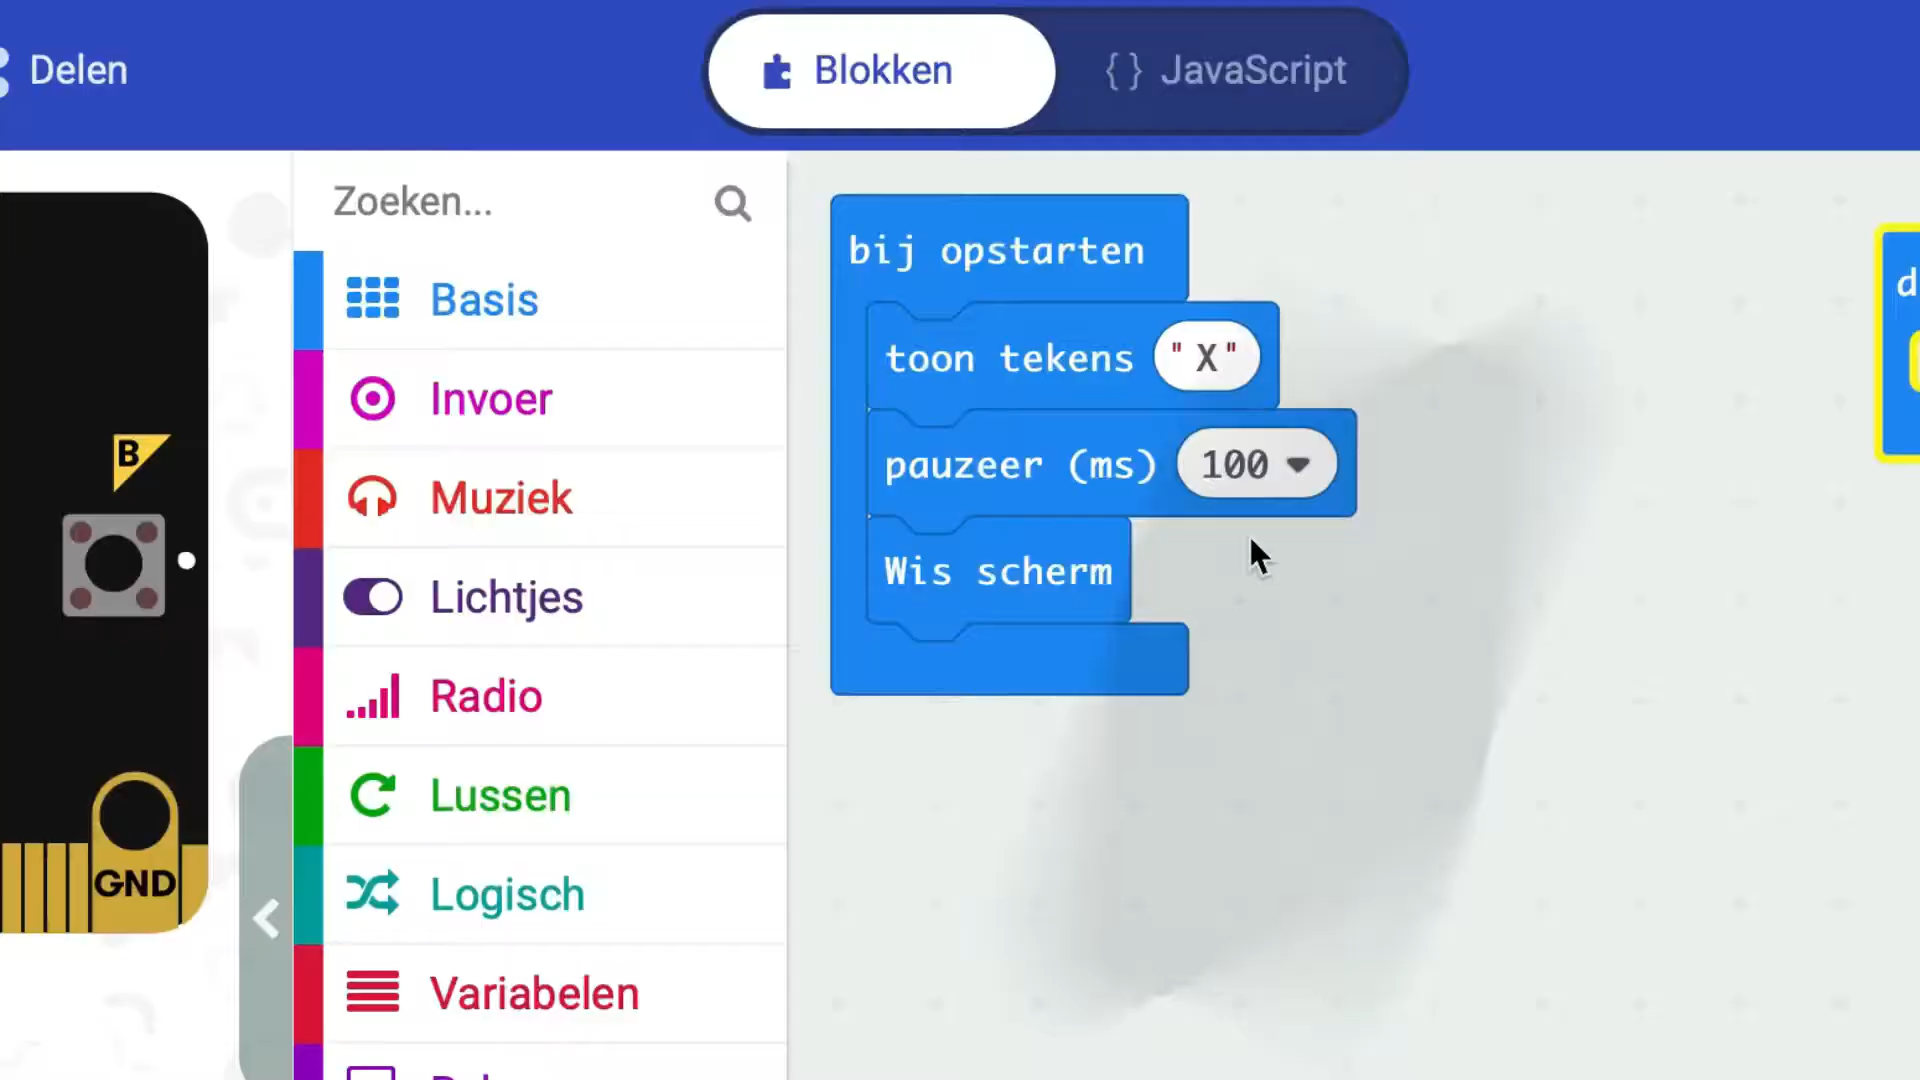 Delen
Blokken
{ } JavaScript
Zoeken...
Basis
Invoer
Muziek
Lichtjes
Radio
Lussen
Logisch
Variabelen
B
GND
bij opstarten
toon tekens "X"
pauzeer (ms) 100
Wis scherm
d